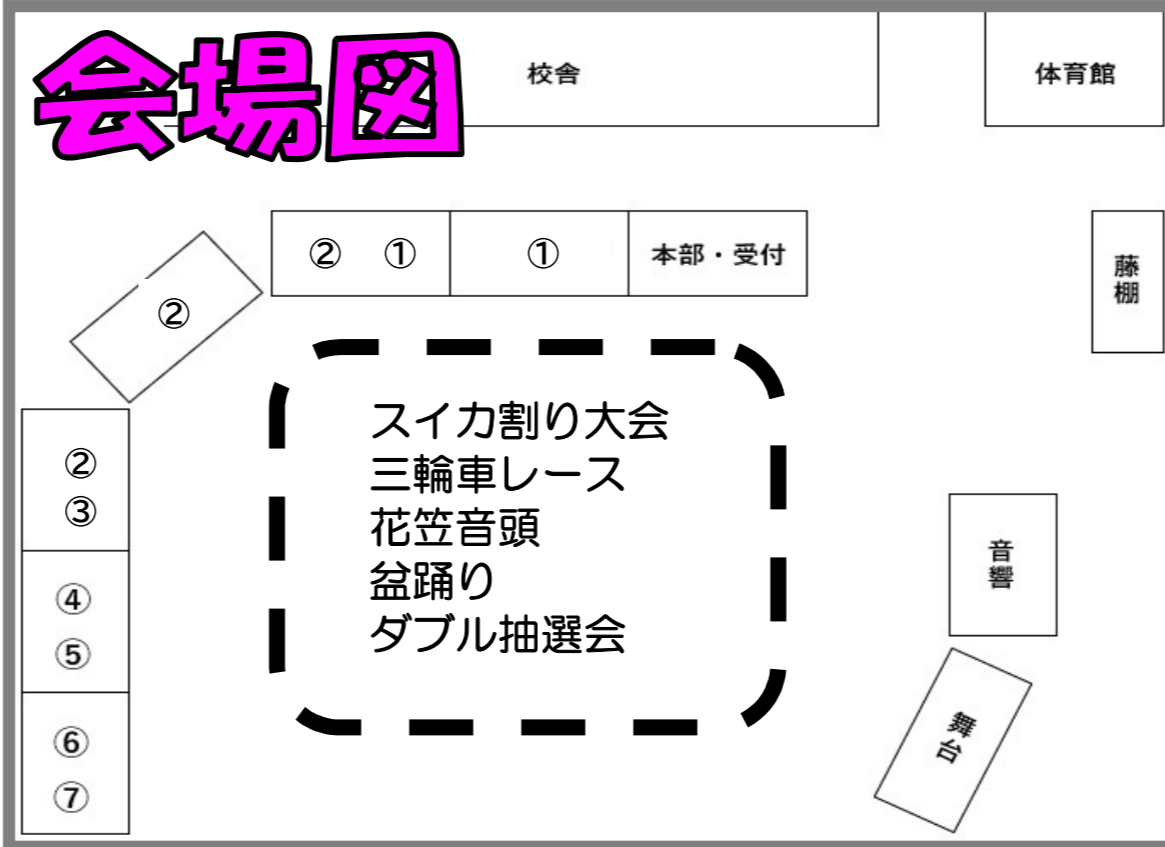 会場図
校舎
体育館
② ①
①
本部・受付
藤棚
②
スイカ割り大会
三輪車レース
花笠音頭
盆踊り
ダブル抽選会
②
③
④
⑤
⑥
⑦
音響
舞台